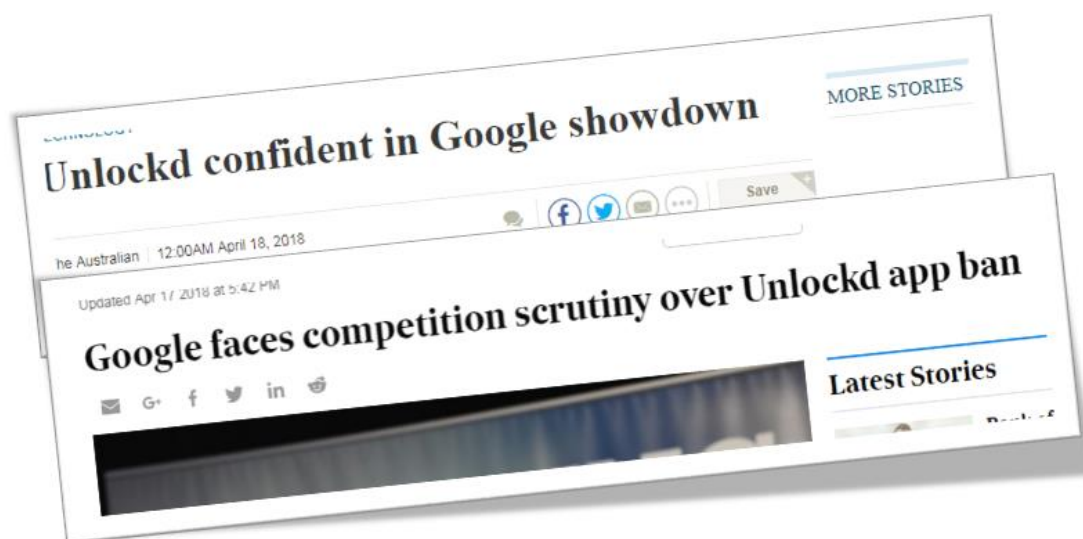 Unlockd confident in Google showdown
MORE STORIES
Save
he Australian | 12:00AM April 18, 2018
Updated Apr 17 2018 at 5:42 PM
Google faces competition scrutiny over Unlockd app ban
G+ f in
Latest Stories